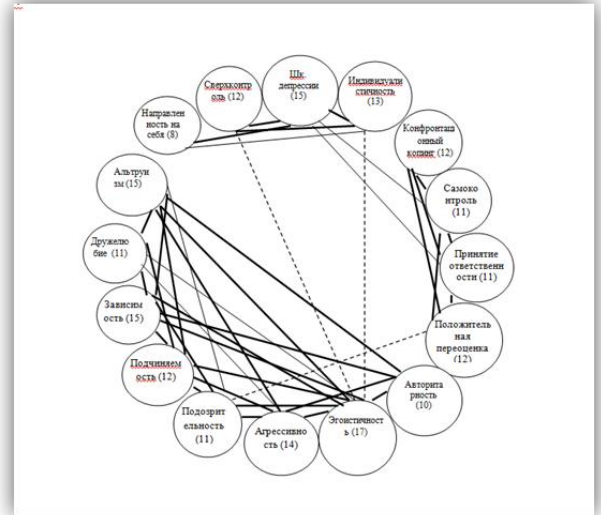 Шк.
депрессии
(15)
Индивидуали
стичность
(13)
Сверхконтр
оль (12)
Направлен
ность на
себя (8)
Конфронтац
ионный
копинг (12)
Альтруи
зм (15)
Самоко
нтроль
(11)
Дружелю
бие (11)
Принятие
ответственн
ости (11)
Зависим
ость (15)
Положитель
ная
переоценка
(12)
Подчиняем
ость (12)
Авторита
рность
(10)
Подозрит
ельность
(11)
Агрессивно
сть (14)
Эгоистичност
ь (17)